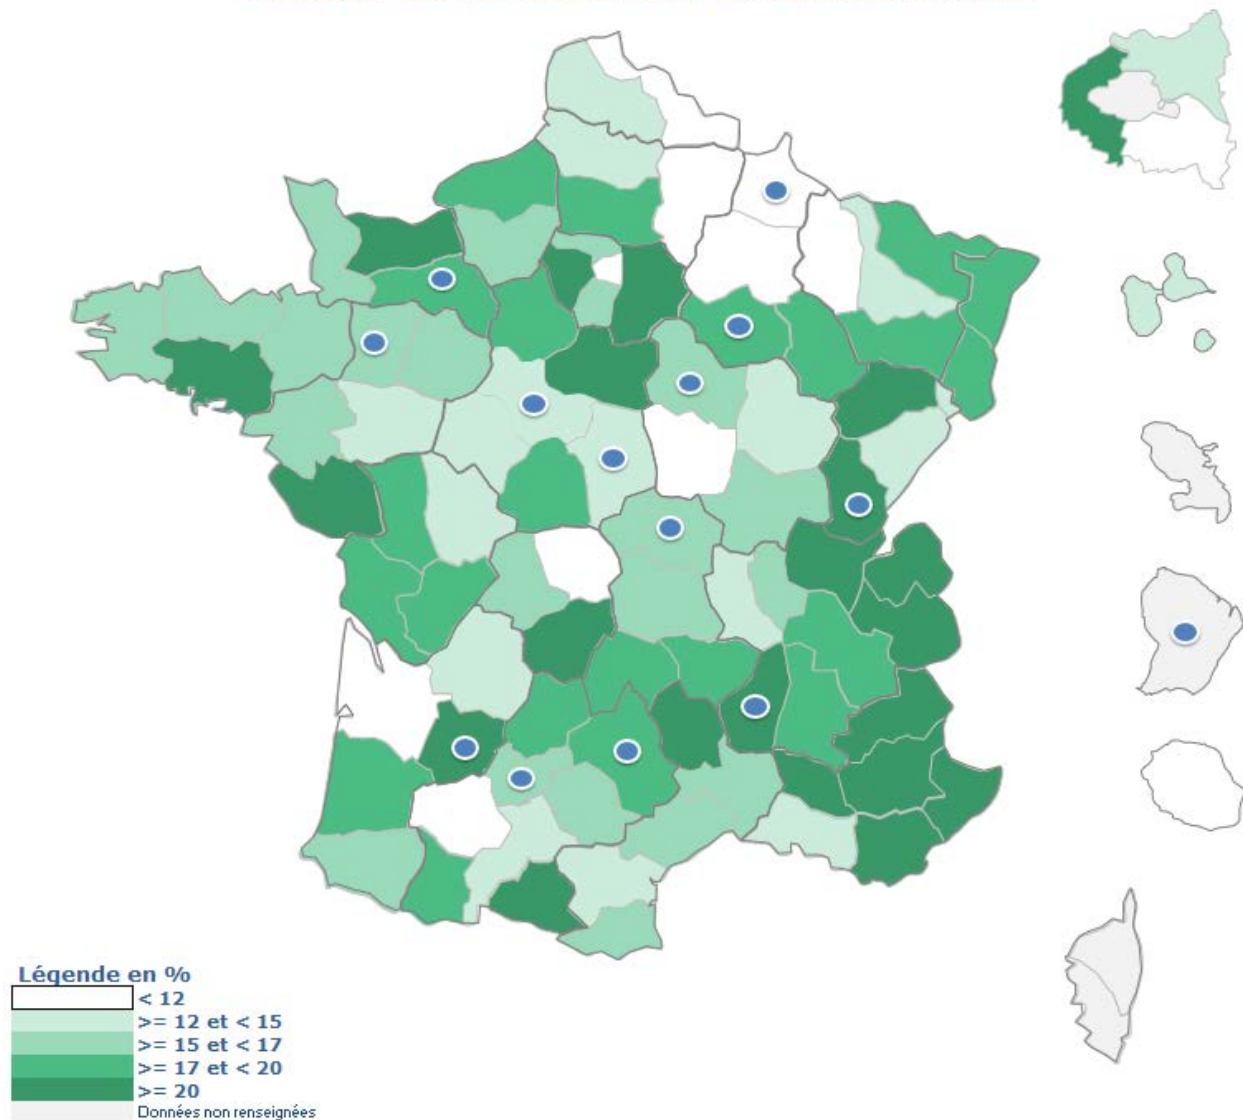 Légende en %
< 12
>= 12 et < 15
>= 15 et < 17
>= 17 et < 20
>= 20
Données non renseignées